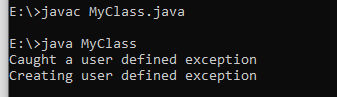 E:\>javac MyClass.java
E:\>java MyClass
Caught a user defined exception
Creating user defined exception